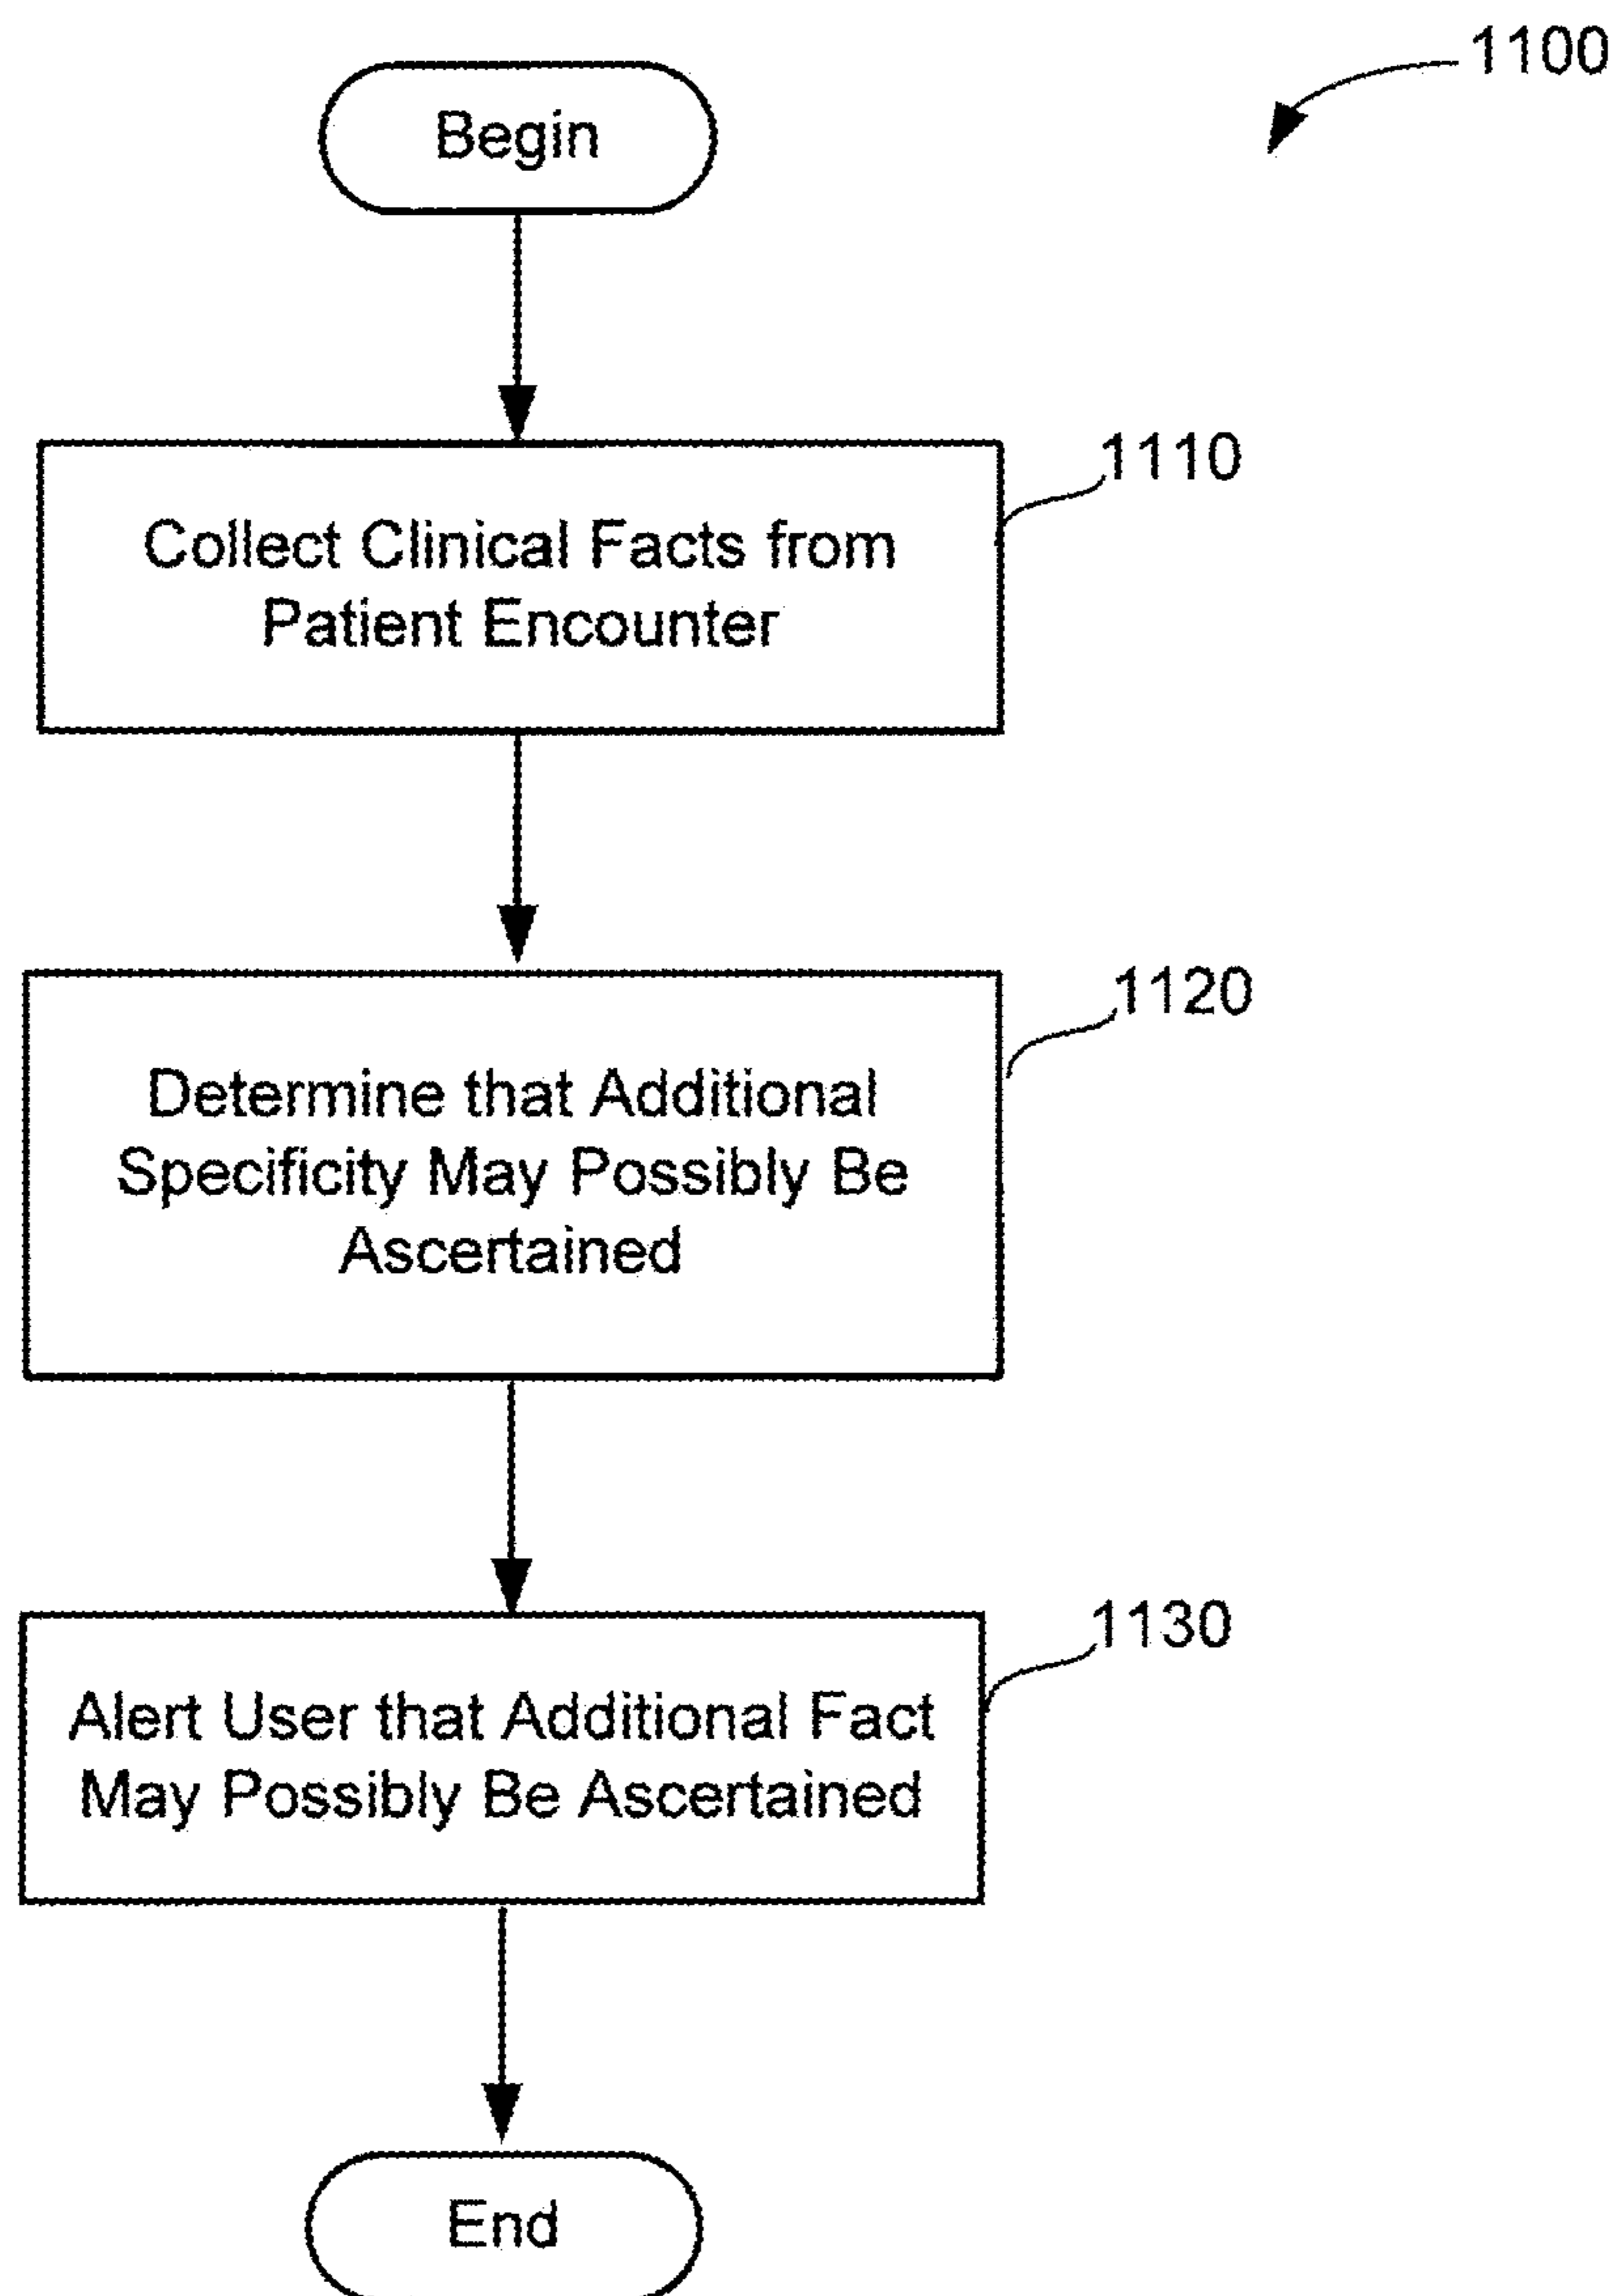 1100
Begin
1110
Collect Clinical Facts from
Patient Encounter
1120
Determine that Additional
Specificity May Possibly Be
Ascertained
1130
Alert User that Additional Fact
May Possibly Be Ascertained
End